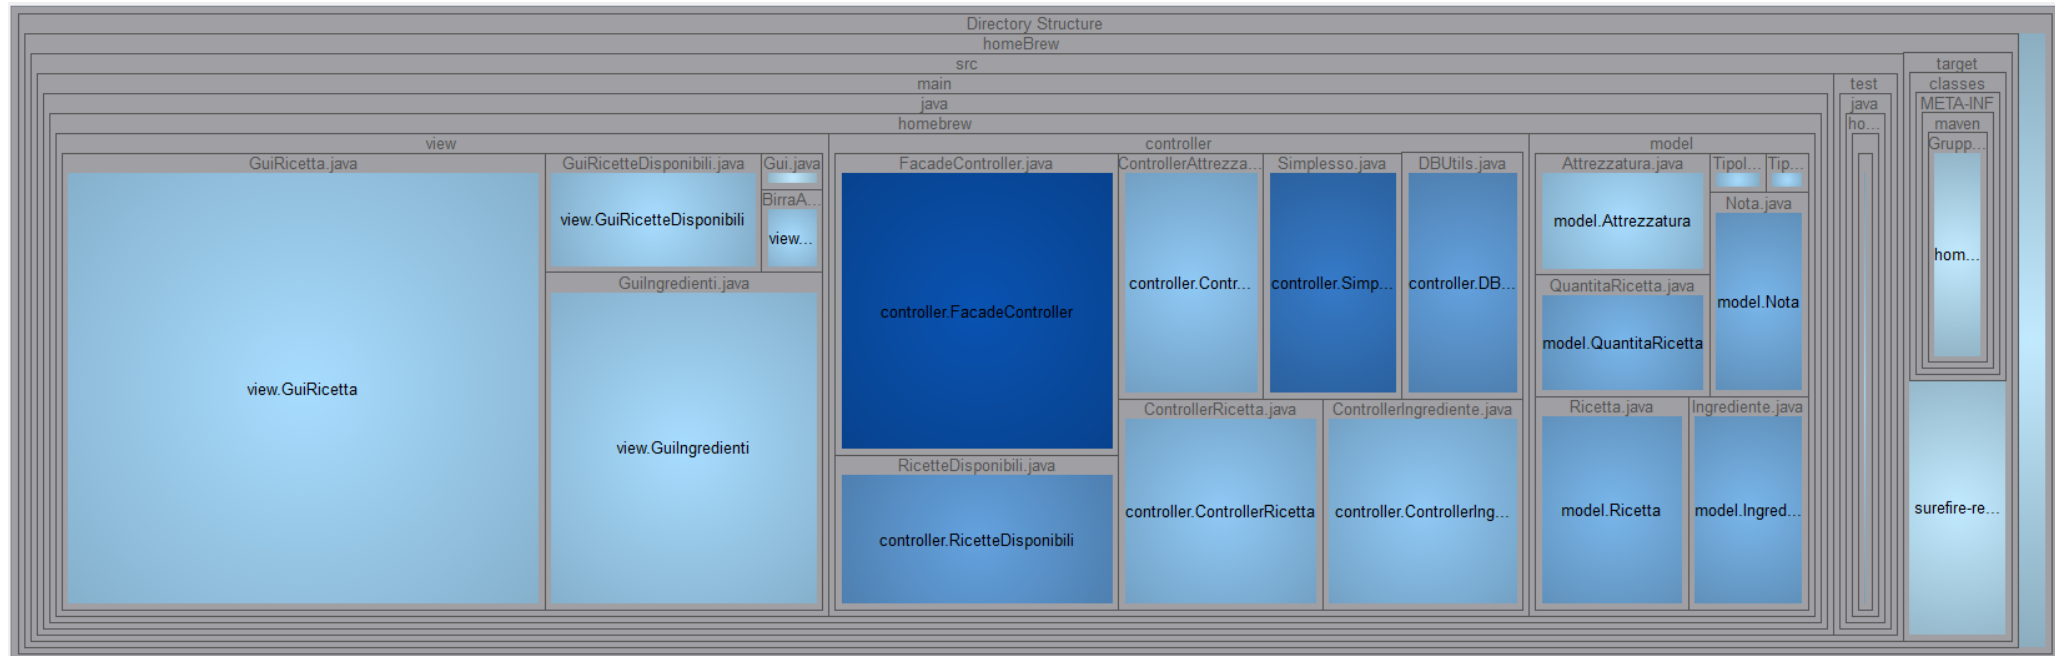 Directory Structure
homeBrew
src
target
main
test
classes
java
java
META-INF
homebrew
ho...
maven
view
controller
model
Grupp...
GuiRicetta.java
GuiRicetteDisponibili.java
Gui.java
FacadeController.java
ControllerAttrezza...
Simplesso.java
DBUtils.java
Attrezzatura.java
Tipol...
Tip...
BirraA...
Nota.java
view.GuiRicetteDisponibili
view...
model.Attrezzatura
hom...
GuiIngredienti.java
controller.Contr...
controller.Simp...
controller.DB...
QuantitaRicetta.java
model.Nota
controller.FacadeController
model.QuantitaRicetta
view.GuiRicetta
ControllerRicetta.java
ControllerIngrediente.java
Ricetta.java
Ingrediente.java
view.GuiIngredienti
RicetteDisponibili.java
controller.ControllerRicetta
controller.ControllerIng...
model.Ricetta
model.Ingred...
surefire-re...
controller.RicetteDisponibili